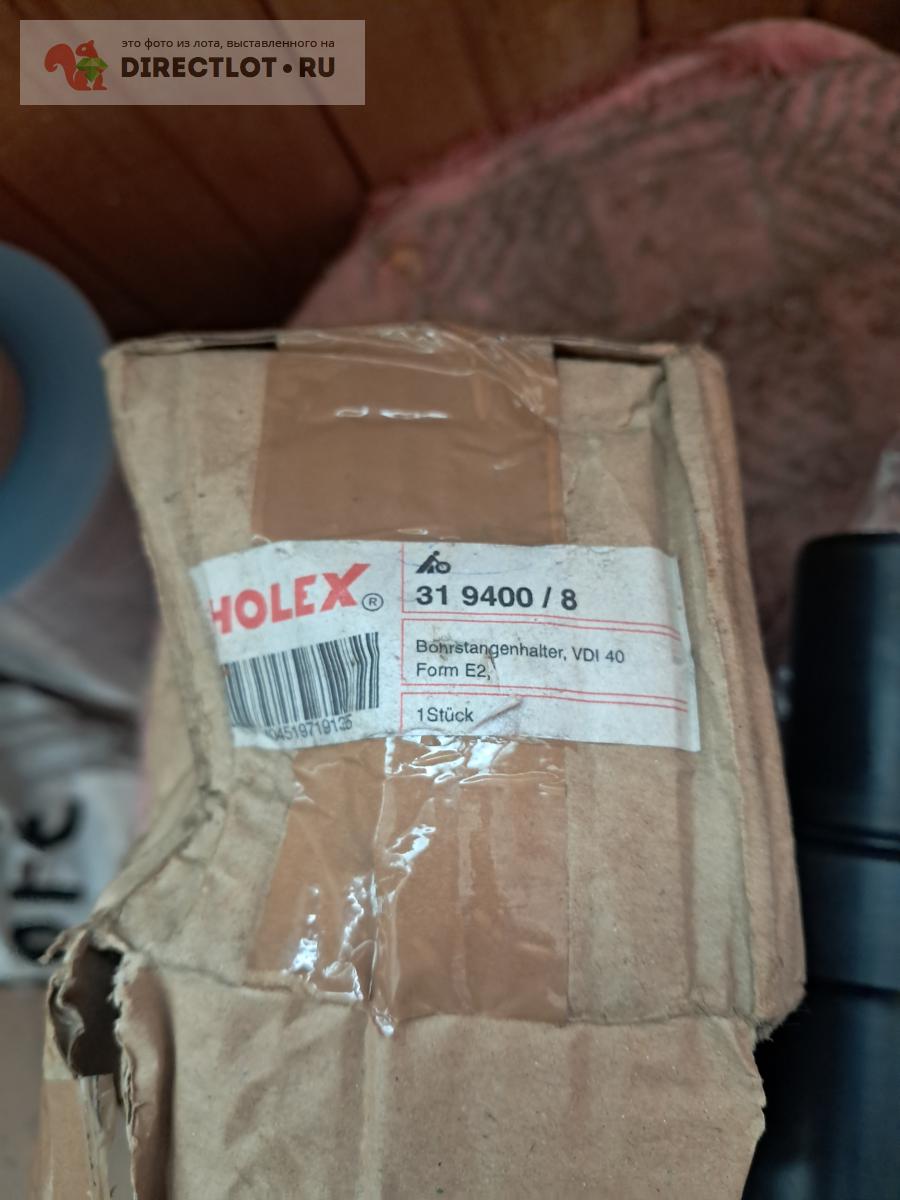 это фото из лота, выставленного на
DIRECTLOT•RU
HOLEX®
31 9400 / 8
Bohrstangenhalter, VDI 40
Form E2,
1Stück